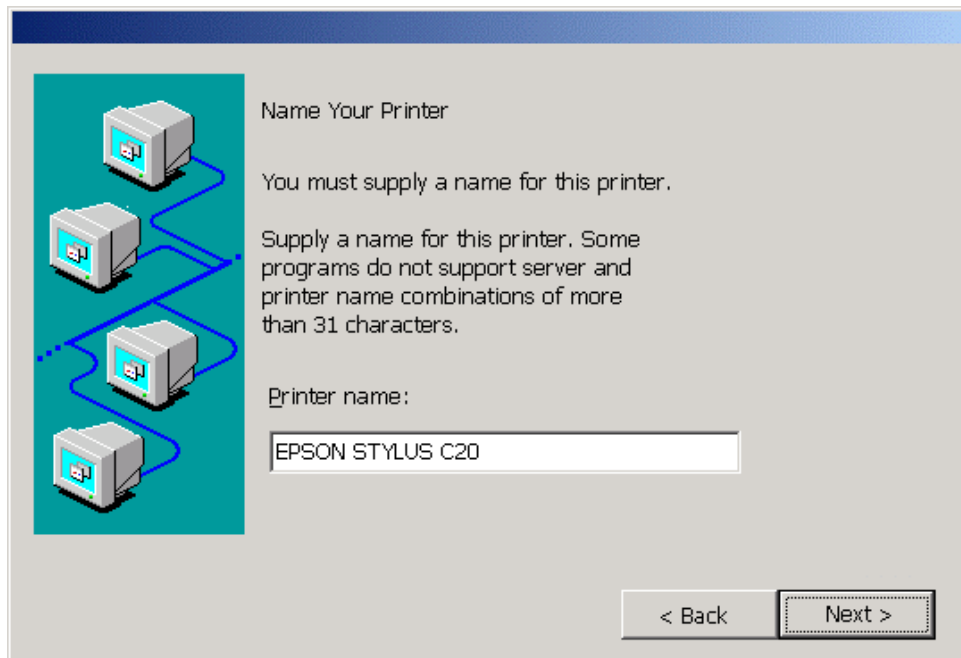 Name Your Printer
You must supply a name for this printer.
Supply a name for this printer. Some
programs do not support server and
printer name combinations of more
than 31 characters.
Printer name:
EPSON STYLUS C20
< Back
Next >